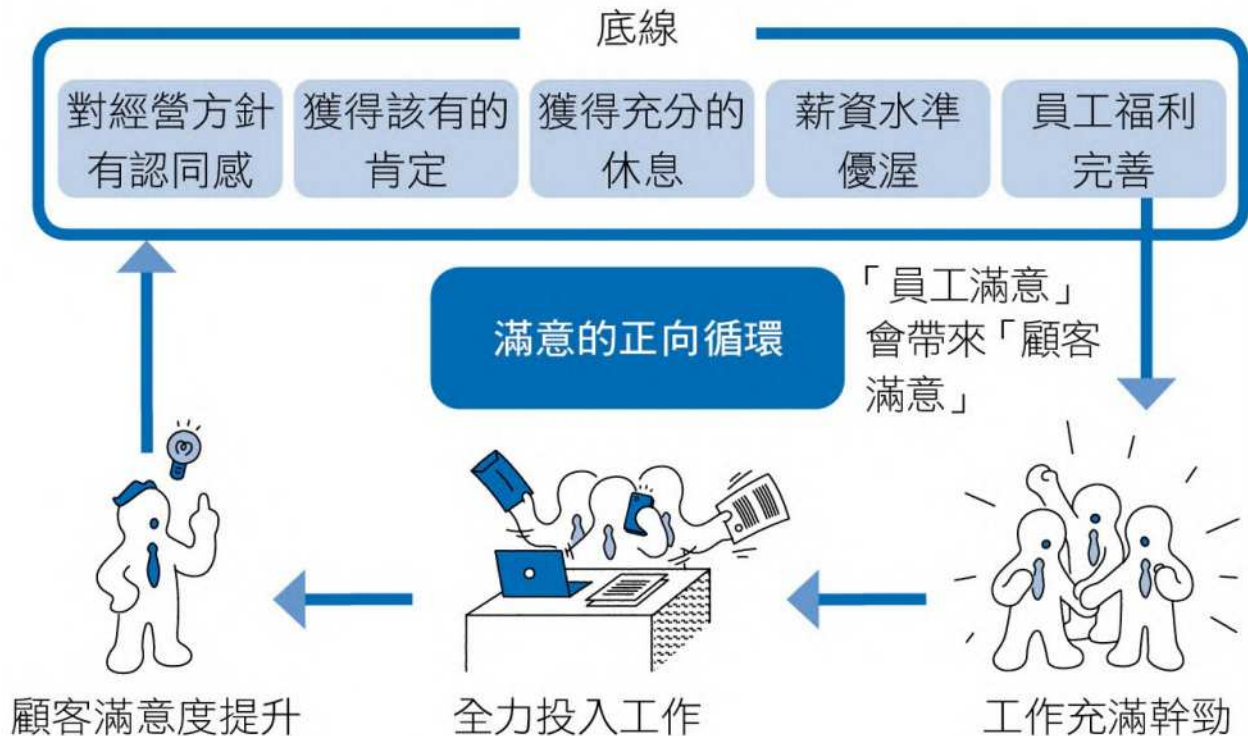 底線
對經營方針
有認同感
獲得該有的
肯定
獲得充分的
休息
薪資水準
優渥
員工福利
完善
滿意的正向循環
「員工滿意」
會帶來「顧客
滿意」
顧客滿意度提升
全力投入工作
工作充滿幹勁